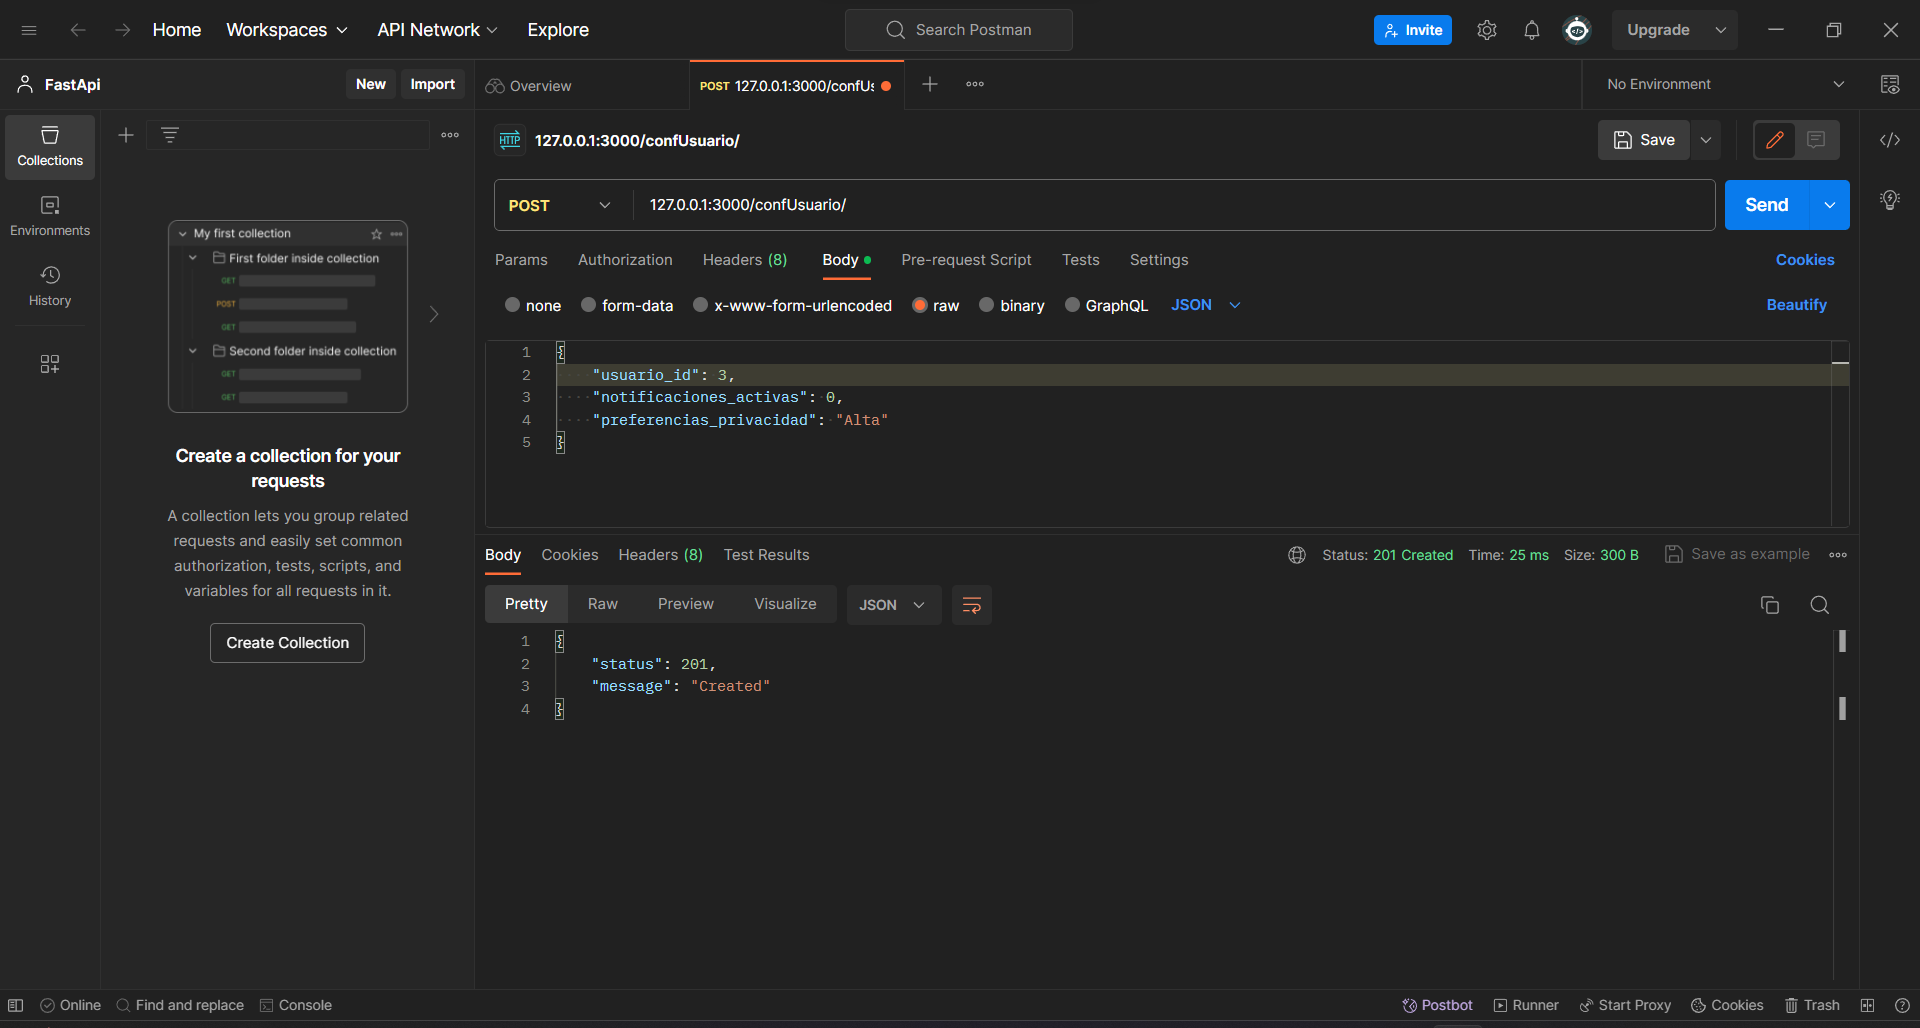 Home Workspaces API Network Explore Search Postman Invite Upgrade
FastApi New Import Overview POST 127.0.0.1:3000/confUs No Environment
Collections
Environments
History
My first collection
First folder inside collection
GET
POST
GET
Second folder inside collection
GET
GET
Create a collection for your
requests
A collection lets you group related
requests and easily set common
authorization, tests, scripts, and
variables for all requests in it.
Create Collection
HTTP 127.0.0.1:3000/confUsuario/ Save
POST 127.0.0.1:3000/confUsuario/ Send
Params Authorization Headers (8) Body Pre-request Script Tests Settings Cookies
none form-data x-www-form-urlencoded raw binary GraphQL JSON Beautify
1 {
2 "usuario_id": 3,
3 "notificaciones_activas": 0,
4 "preferencias_privacidad": "Alta"
5 }
Body Cookies Headers (8) Test Results Status: 201 Created Time: 25 ms Size: 300 B Save as example
Pretty Raw Preview Visualize JSON
1 {
2 "status": 201,
3 "message": "Created"
4 }
Online Find and replace Console Postbot Runner Start Proxy Cookies Trash